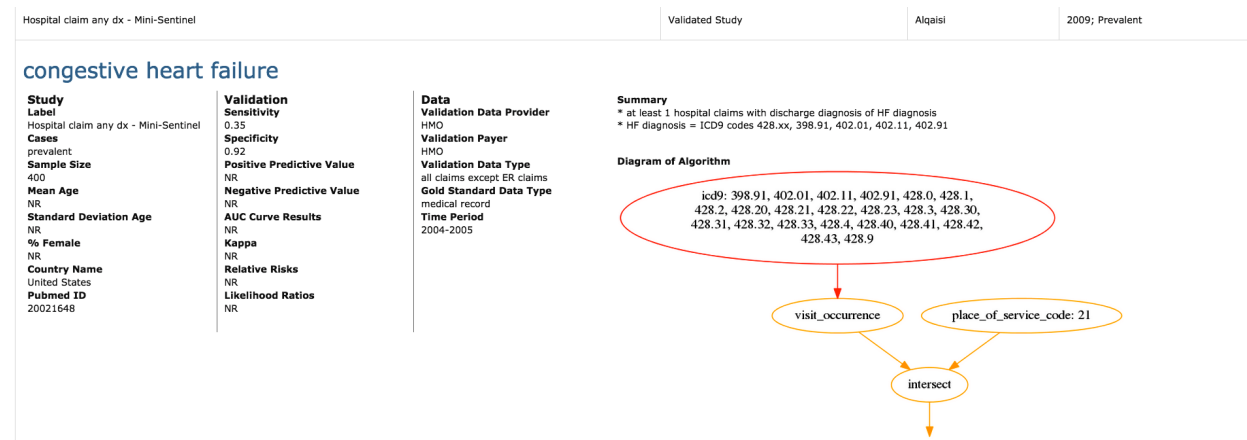 Hospital claim any dx - Mini-Sentinel Validated Study Alqaisi 2009; Prevalent
congestive heart failure
Study
Label
Hospital claim any dx - Mini-Sentinel
Cases
prevalent
Sample Size
400
Mean Age
NR
Standard Deviation Age
NR
% Female
NR
Country Name
United States
Pubmed ID
20021648
Validation
Sensitivity
0.35
Specificity
0.92
Positive Predictive Value
NR
Negative Predictive Value
NR
AUC Curve Results
NR
Kappa
NR
Relative Risks
NR
Likelihood Ratios
NR
Data
Validation Data Provider
HMO
Validation Payer
HMO
Validation Data Type
all claims except ER claims
Gold Standard Data Type
medical record
Time Period
2004-2005
Summary
* at least 1 hospital claims with discharge diagnosis of HF diagnosis
* HF diagnosis = ICD9 codes 428.xx, 398.91, 402.01, 402.11, 402.91
Diagram of Algorithm
icd9: 398.91, 402.01, 402.11, 402.91, 428.0, 428.1,
428.2, 428.20, 428.21, 428.22, 428.23, 428.3, 428.30,
428.31, 428.32, 428.33, 428.4, 428.40, 428.41, 428.42,
428.43, 428.9
visit_occurrence
place_of_service_code: 21
intersect